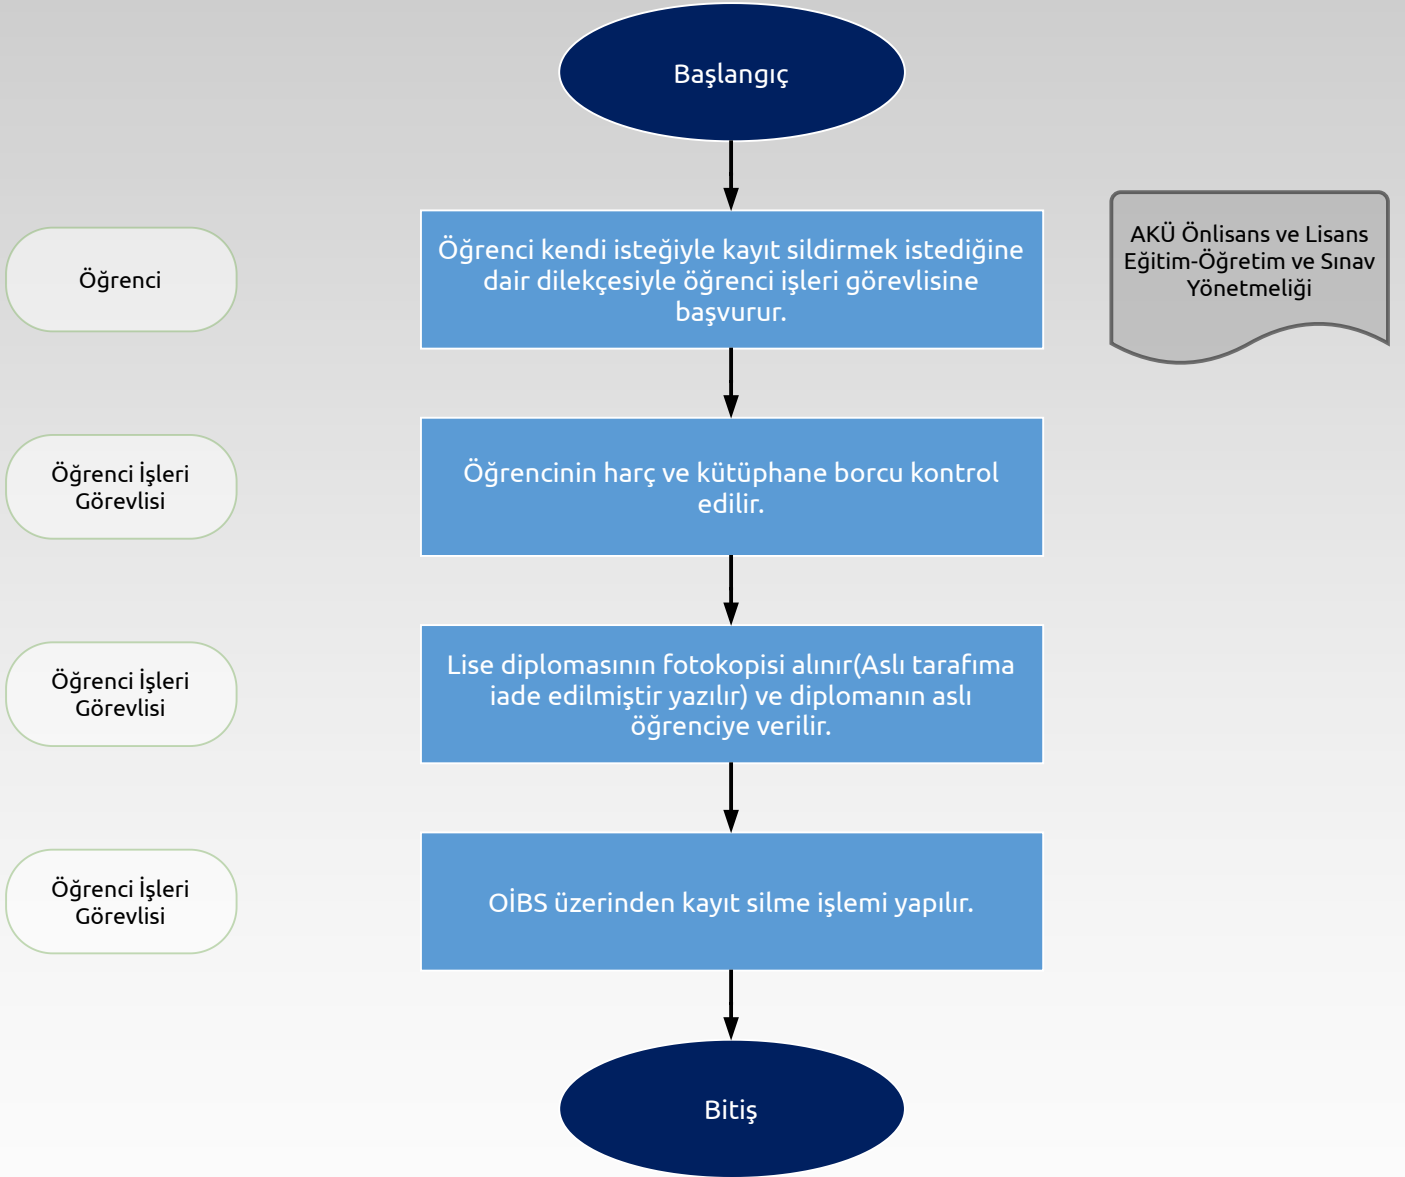 Başlangıç
Öğrenci
Öğrenci kendi isteğiyle kayıt sildirmek istediğine
dair dilekçesiyle öğrenci işleri görevlisine
başvurur.
AKÜ Önlisans ve Lisans
Eğitim-Öğretim ve Sınav
Yönetmeliği
Öğrenci İşleri
Görevlisi
Öğrencinin harç ve kütüphane borcu kontrol
edilir.
Öğrenci İşleri
Görevlisi
Lise diplomasının fotokopisi alınır(Aslı tarafıma
iade edilmiştir yazılır) ve diplomanın aslı
öğrenciye verilir.
Öğrenci İşleri
Görevlisi
OİBS üzerinden kayıt silme işlemi yapılır.
Bitiş